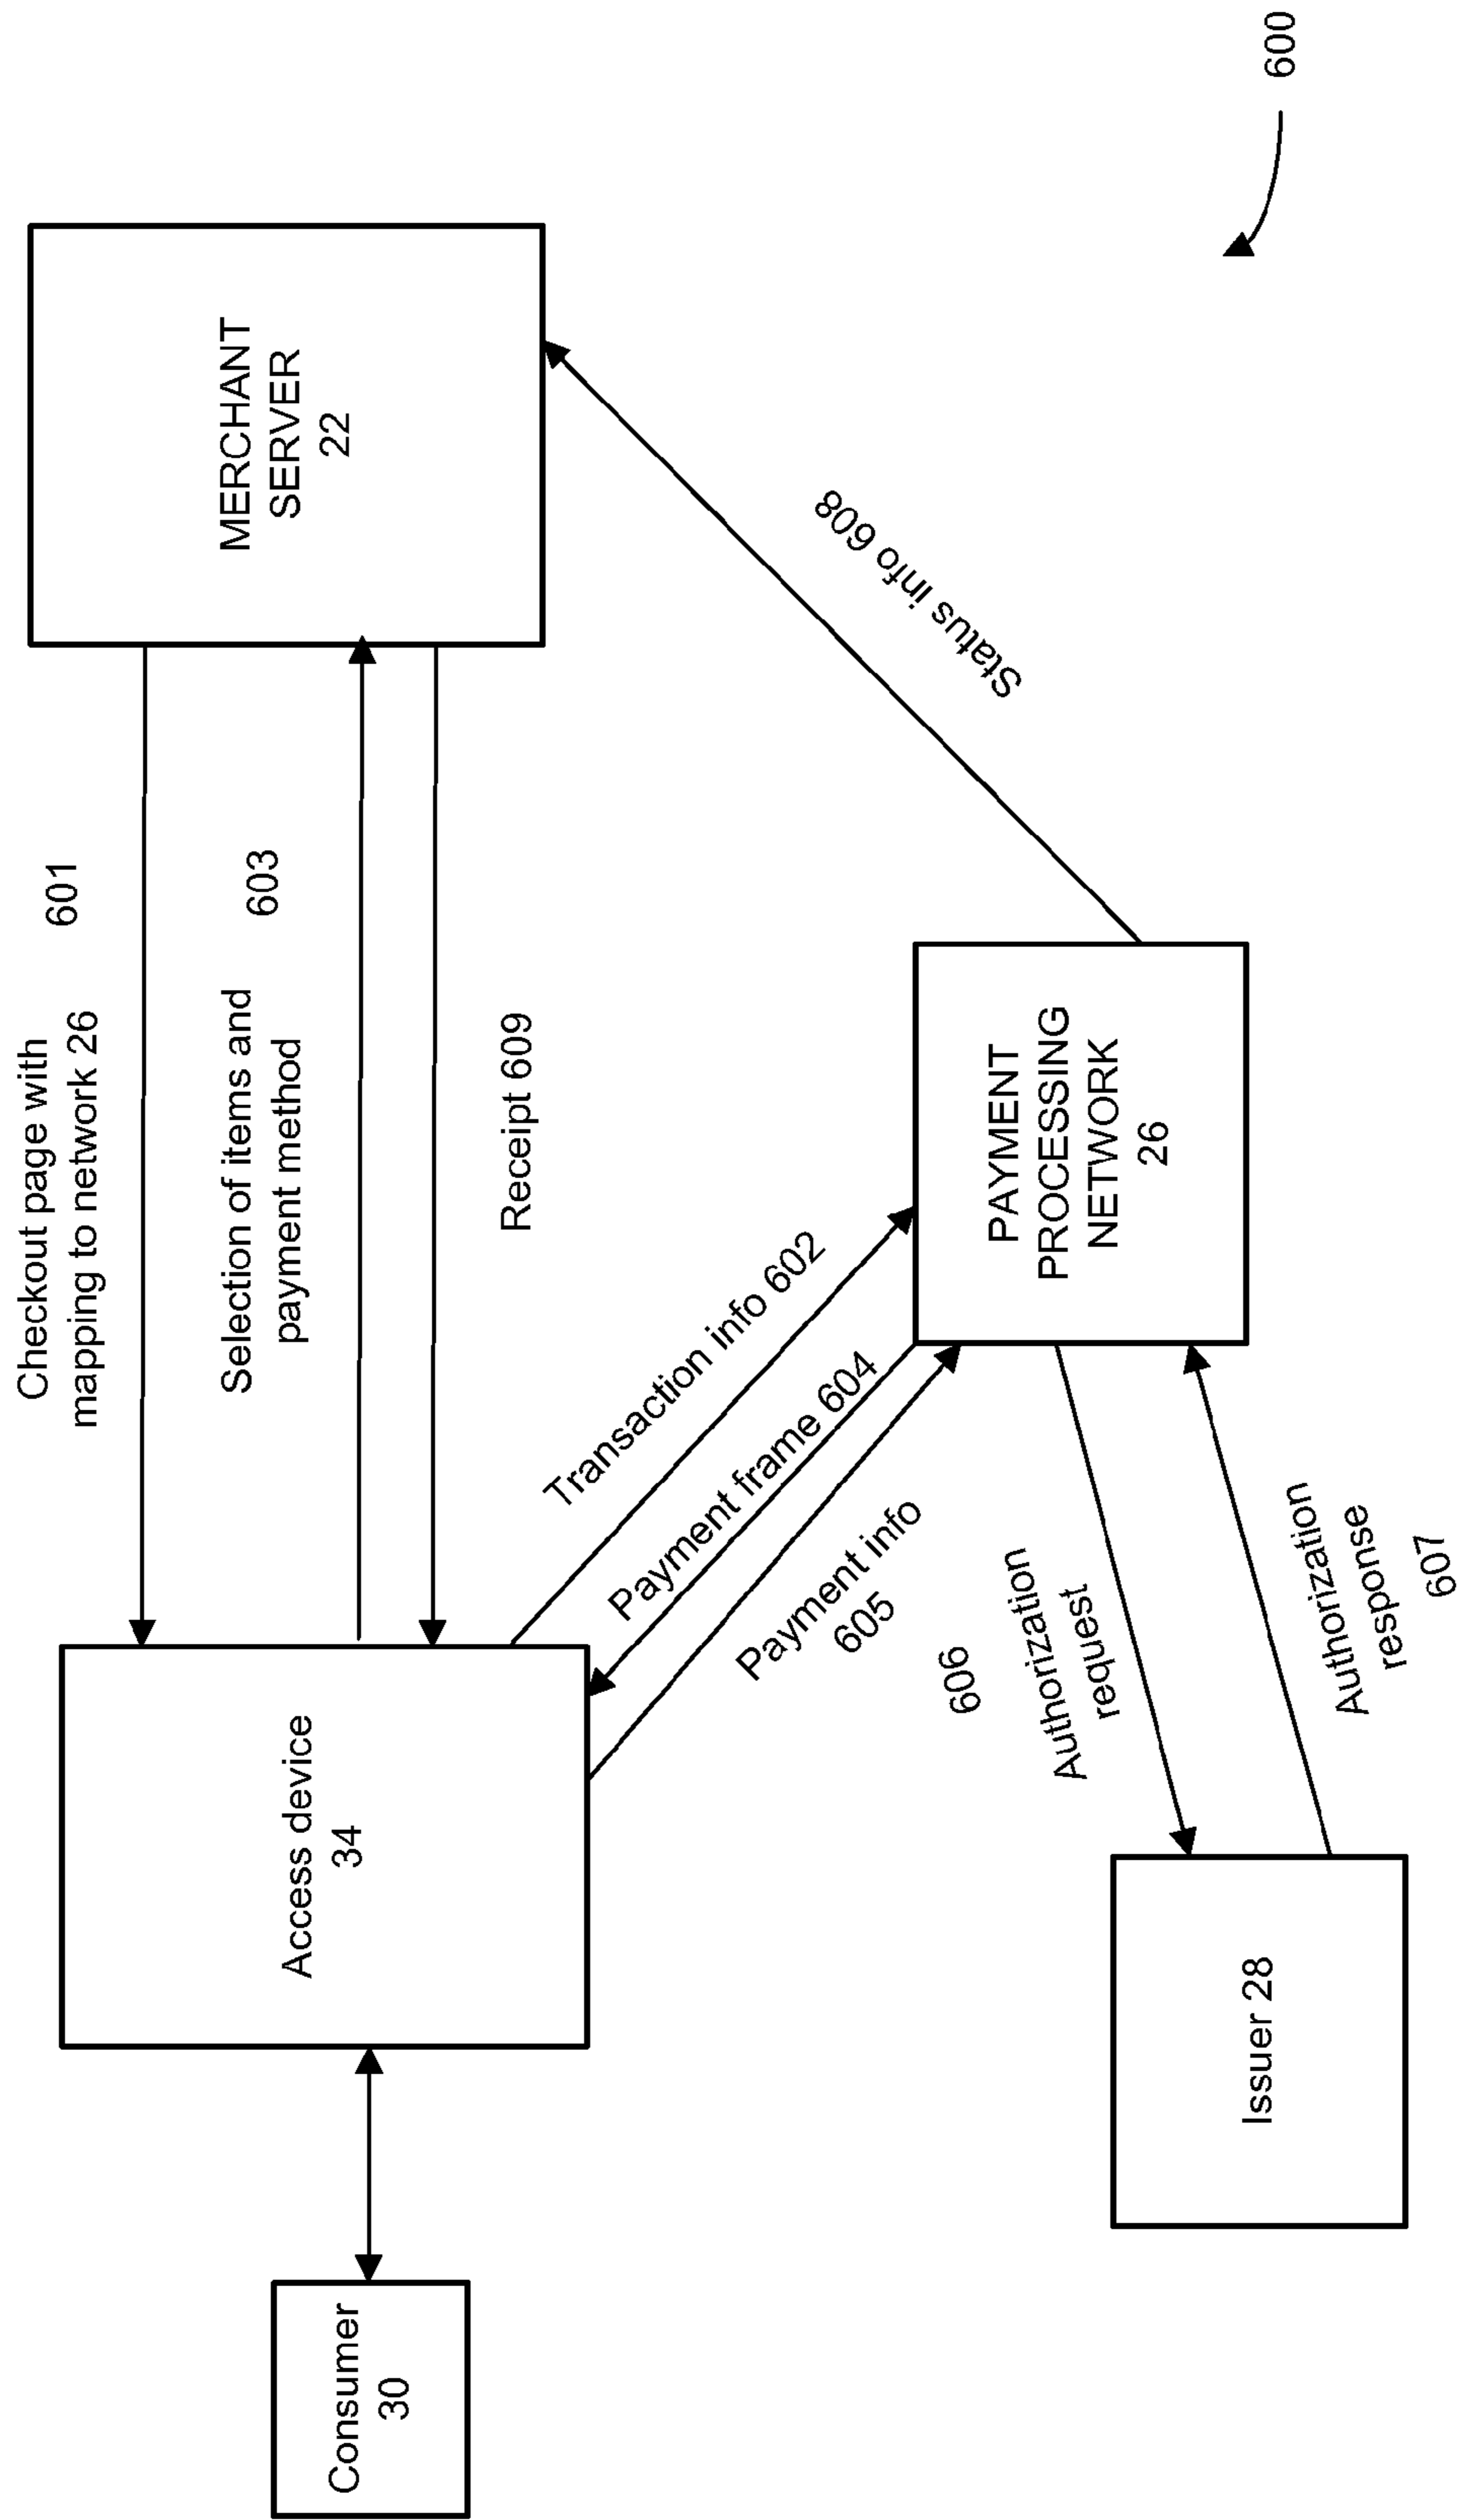 Checkout page with
mapping to network 26
601
Selection of items and
payment method
603
Receipt 609
MERCHANT
SERVER
22
Access device
34
Consumer
30
Transaction info 602
Payment frame 604
Payment info
605
Status info 608
PAYMENT
PROCESSING
NETWORK
26
606
Authorization
request
Authorization
response
607
Issuer 28
600